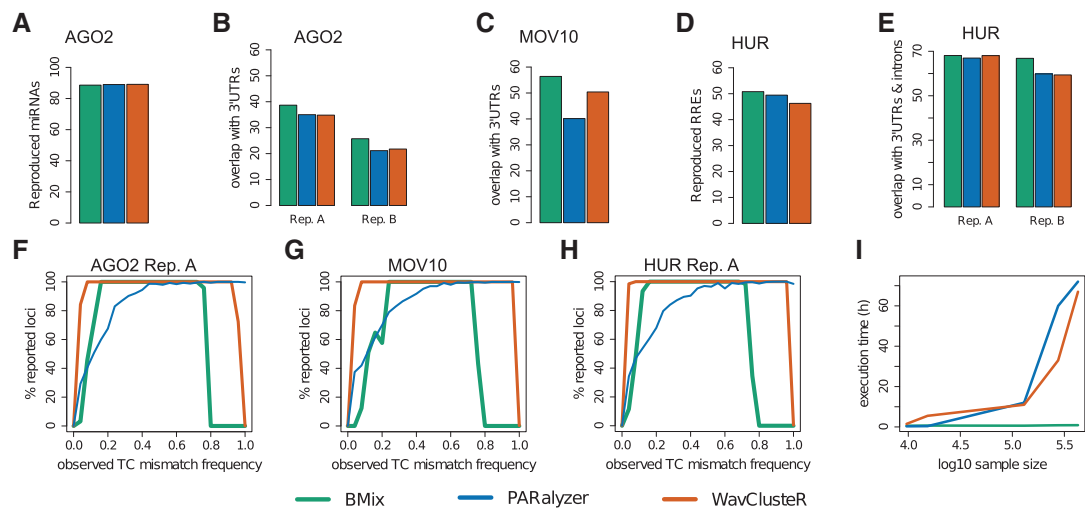 A
AGO2
Reproduced miRNAs
0 20 40 60 80 100
B
AGO2
overlap with 3'UTRs
0 10 20 30 40 50 60
Rep. A
Rep. B
C
MOV10
overlap with 3'UTRs
0 10 20 30 40 50 60
D
HUR
Reproduced RREs
0 10 20 30 40 50 60
E
HUR
overlap with 3'UTRs & introns
0 10 30 50 70
Rep. A
Rep. B
F
AGO2 Rep. A
% reported loci
0 20 40 60 80 100
0.0 0.2 0.4 0.6 0.8 1.0
observed TC mismatch frequency
G
MOV10
% reported loci
0 20 40 60 80 100
0.0 0.2 0.4 0.6 0.8 1.0
observed TC mismatch frequency
H
HUR Rep. A
% reported loci
0 20 40 60 80 100
0.0 0.2 0.4 0.6 0.8 1.0
observed TC mismatch frequency
I
execution time (h)
0 20 40 60
4.0 4.5 5.0 5.5
log10 sample size
BMix
PARalyzer
WavClusteR